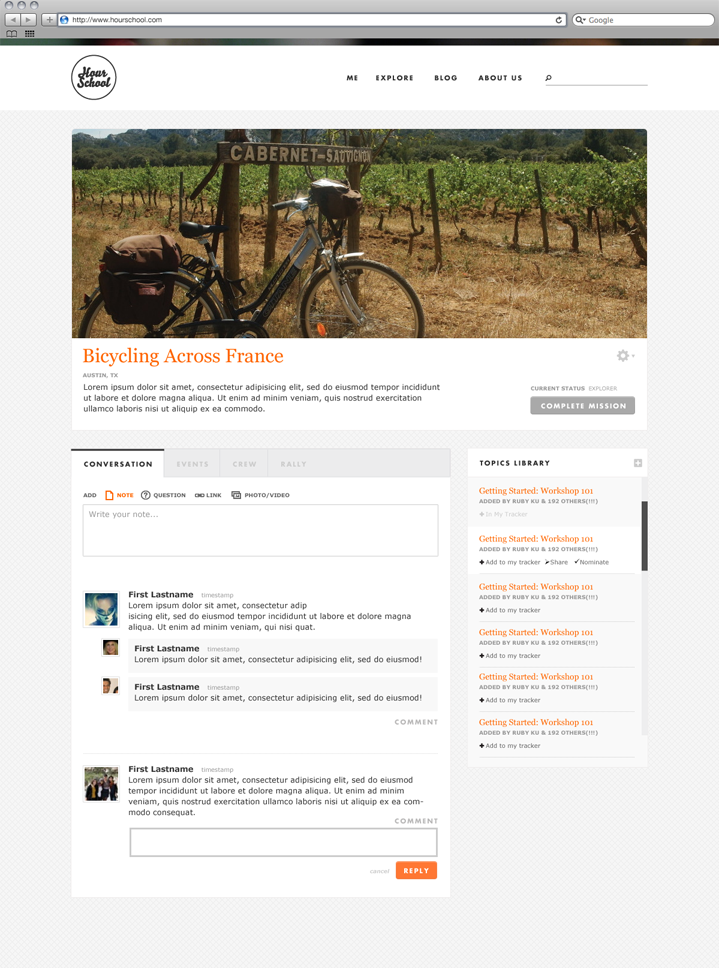 http://www.hourschool.com
Google
Hour
School
ME EXPLORE BLOG ABOUT US
CABERNET-SAUVIGNON
Bicycling Across France
AUSTIN, TX
Lorem ipsum dolor sit amet, consectetur adipisicing elit, sed do eiusmod tempor incididunt
ut labore et dolore magna aliqua. Ut enim ad minim veniam, quis nostrud exercitation
ullamco laboris nisi ut aliquip ex ea commodo.
CURRENT STATUS EXPLORER
COMPLETE MISSION
CONVERSATION EVENTS CREW RALLY
ADD NOTE QUESTION LINK PHOTO/VIDEO
Write your note...
First Lastname timestamp
Lorem ipsum dolor sit amet, consectetur adip
isicing elit, sed do eiusmod tempor incididunt ut labore et dolore magna
aliqua. Ut enim ad minim veniam, qui nisi quat.
First Lastname timestamp
Lorem ipsum dolor sit amet, consectetur adipisicing elit, sed do eiusmod!
First Lastname timestamp
Lorem ipsum dolor sit amet, consectetur adipisicing elit, sed do eiusmod!
COMMENT
First Lastname timestamp
Lorem ipsum dolor sit amet, consectetur adipisicing elit, sed do eiusmod
tempor incididunt ut labore et dolore magna aliqua. Ut enim ad minim
veniam, quis nostrud exercitation ullamco laboris nisi ut aliquip ex ea com-
modo consequat.
COMMENT
cancel REPLY
TOPICS LIBRARY
Getting Started: Workshop 101
ADDED BY RUBY KU & 192 OTHERS(!!!)
In My Tracker
Getting Started: Workshop 101
ADDED BY RUBY KU & 192 OTHERS(!!!)
Add to my tracker Share Nominate
Getting Started: Workshop 101
ADDED BY RUBY KU & 192 OTHERS(!!!)
Add to my tracker
Getting Started: Workshop 101
ADDED BY RUBY KU & 192 OTHERS(!!!)
Add to my tracker
Getting Started: Workshop 101
ADDED BY RUBY KU & 192 OTHERS(!!!)
Add to my tracker
Getting Started: Workshop 101
ADDED BY RUBY KU & 192 OTHERS(!!!)
Add to my tracker